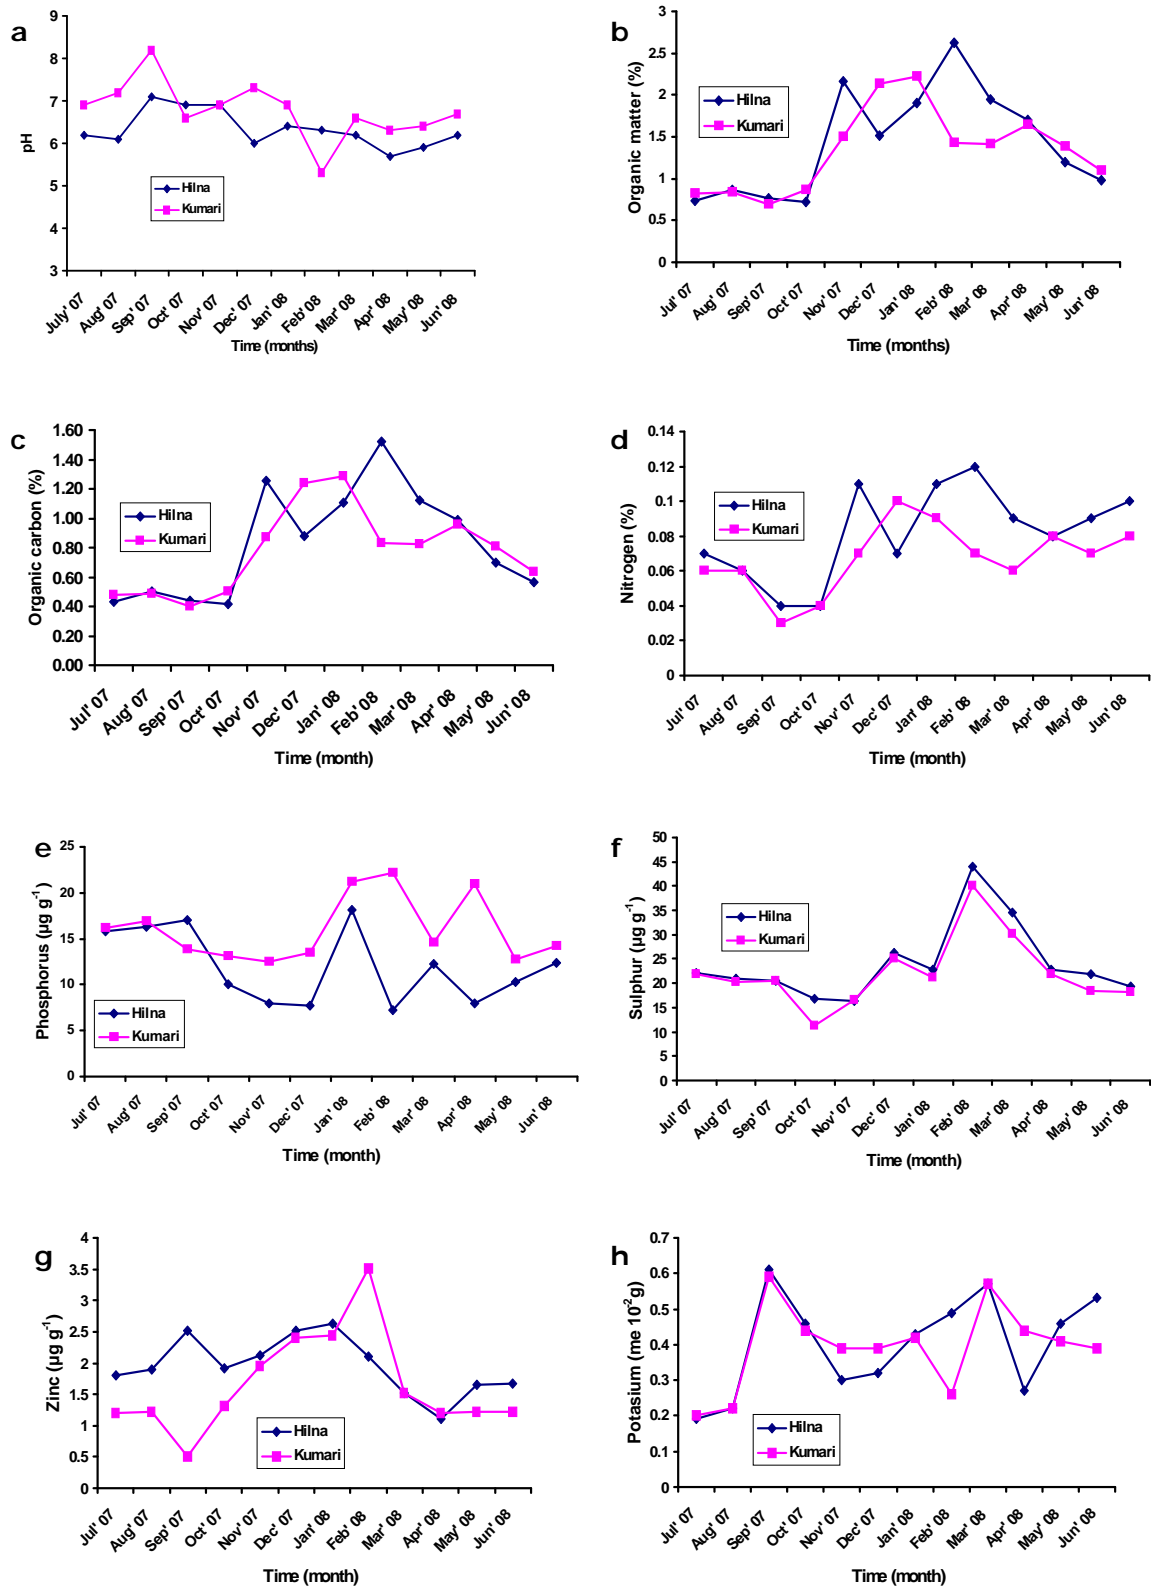 a
9
8
7
6
5
4
3
pH
Hilna
Kumari
July' 07
Aug' 07
Sep' 07
Oct' 07
Nov' 07
Dec' 07
Jan' 08
Feb' 08
Mar' 08
Apr' 08
May' 08
Jun' 08
Time (months)
b
3
2.5
2
1.5
1
0.5
0
Organic matter (%)
Hilna
Kumari
Jul' 07
Aug' 07
Sep' 07
Oct' 07
Nov' 07
Dec' 07
Jan' 08
Feb' 08
Mar' 08
Apr' 08
May' 08
Jun' 08
Time (months)
c
1.60
1.40
1.20
1.00
0.80
0.60
0.40
0.20
0.00
Organic carbon (%)
Hilna
Kumari
Jul' 07
Aug' 07
Sep' 07
Oct' 07
Nov' 07
Dec' 07
Jan' 08
Feb' 08
Mar' 08
Apr' 08
May' 08
Jun' 08
Time (month)
d
0.14
0.12
0.1
0.08
0.06
0.04
0.02
0
Nitrogen (%)
Hilna
Kumari
Jul' 07
Aug' 07
Sep' 07
Oct' 07
Nov' 07
Dec' 07
Jan' 08
Feb' 08
Mar' 08
Apr' 08
May' 08
Jun' 08
Time (month)
e
25
20
15
10
5
0
Phosphorus (µg g-1)
Hilna
Kumari
Jul' 07
Aug' 07
Sep' 07
Oct' 07
Nov' 07
Dec' 07
Jan' 08
Feb' 08
Mar' 08
Apr' 08
May' 08
Jun' 08
Time (month)
f
50
45
40
35
30
25
20
15
10
5
0
Sulphur (µg g-1)
Hilna
Kumari
Jul' 07
Aug' 07
Sep' 07
Oct' 07
Nov' 07
Dec' 07
Jan' 08
Feb' 08
Mar' 08
Apr' 08
May' 08
Jun' 08
Time (month)
g
4
3.5
3
2.5
2
1.5
1
0.5
0
Zinc (µg g-1)
Hilna
Kumari
Jul' 07
Aug' 07
Sep' 07
Oct' 07
Nov' 07
Dec' 07
Jan' 08
Feb' 08
Mar' 08
Apr' 08
May' 08
Jun' 08
Time (month)
h
0.7
0.6
0.5
0.4
0.3
0.2
0.1
0
Potasium (me 10-2g)
Hilna
Kumari
Jul' 07
Aug' 07
Sep' 07
Oct' 07
Nov' 07
Dec' 07
Jan' 08
Feb' 08
Mar' 08
Apr' 08
May' 08
Jun' 08
Time (month)